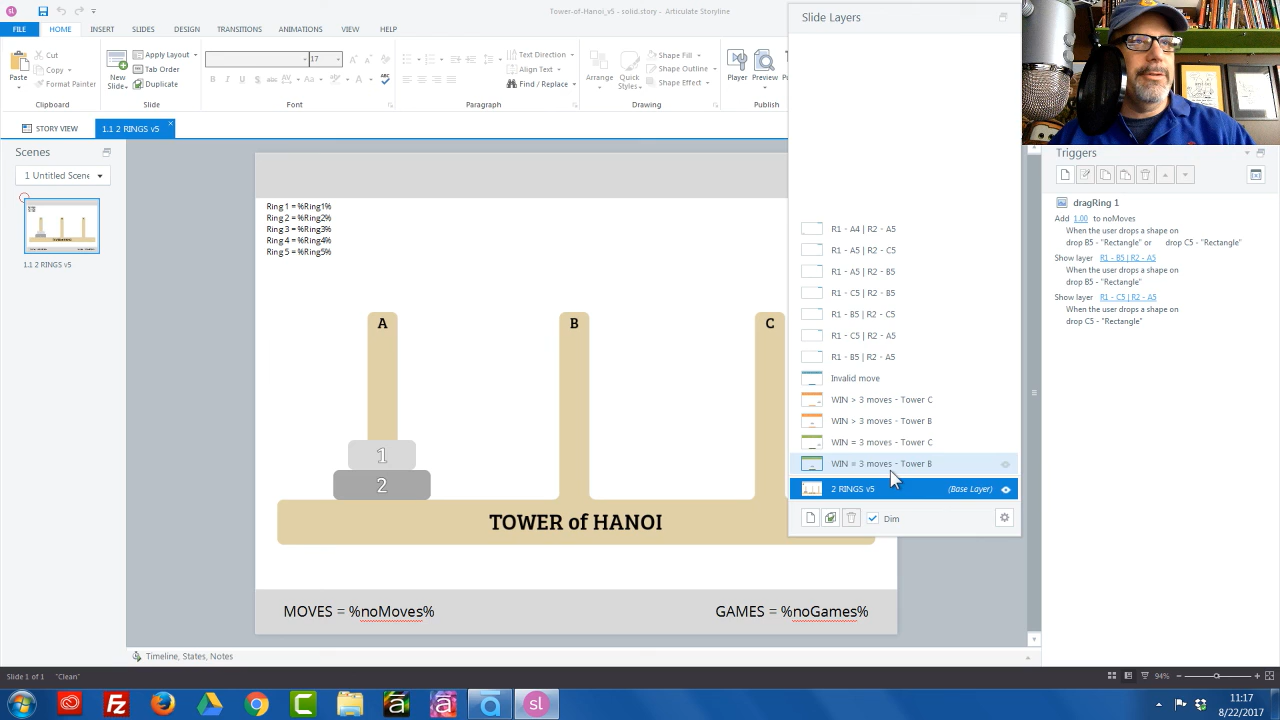 Tower-of-Hanoi_v5 - solid.story - Articulate Storyline
sl
FILE
HOME
INSERT
SLIDES
DESIGN
TRANSITIONS
ANIMATIONS
VIEW
HELP
Paste
Cut
Copy
Format Painter
Clipboard
New
Slide
Apply Layout
Tab Order
Duplicate
Slide
17
B I U S abc
Aa
ABC
Font
Text Direction
Align Text
Find / Replace
Paragraph
Arrange
Quick
Styles
Shape Fill
Shape Outline
Shape Effect
Drawing
Player
Preview
Publish
STORY VIEW
1.1 2 RINGS v5
Scenes
1 Untitled Scene
1.1 2 RINGS v5
Ring 1 = %Ring1%
Ring 2 = %Ring2%
Ring 3 = %Ring3%
Ring 4 = %Ring4%
Ring 5 = %Ring5%
A
B
C
1
2
TOWER of HANOI
MOVES = %noMoves%
GAMES = %noGames%
Slide Layers
R1 - A4 | R2 - A5
R1 - A5 | R2 - C5
R1 - A5 | R2 - B5
R1 - C5 | R2 - B5
R1 - B5 | R2 - C5
R1 - C5 | R2 - A5
R1 - B5 | R2 - A5
Invalid move
WIN > 3 moves - Tower C
WIN > 3 moves - Tower B
WIN = 3 moves - Tower C
WIN = 3 moves - Tower B
2 RINGS v5 (Base Layer)
Dim
Triggers
dragRing 1
Add 1.00 to noMoves
When the user drops a shape on
drop B5 - "Rectangle" or drop C5 - "Rectangle"
Show layer R1 - B5 | R2 - A5
When the user drops a shape on
drop B5 - "Rectangle"
Show layer R1 - C5 | R2 - A5
When the user drops a shape on
drop C5 - "Rectangle"
Timeline, States, Notes
Slide 1 of 1
"Clean"
94%
Fz
C
a
a
a
sl
11:17
8/22/2017